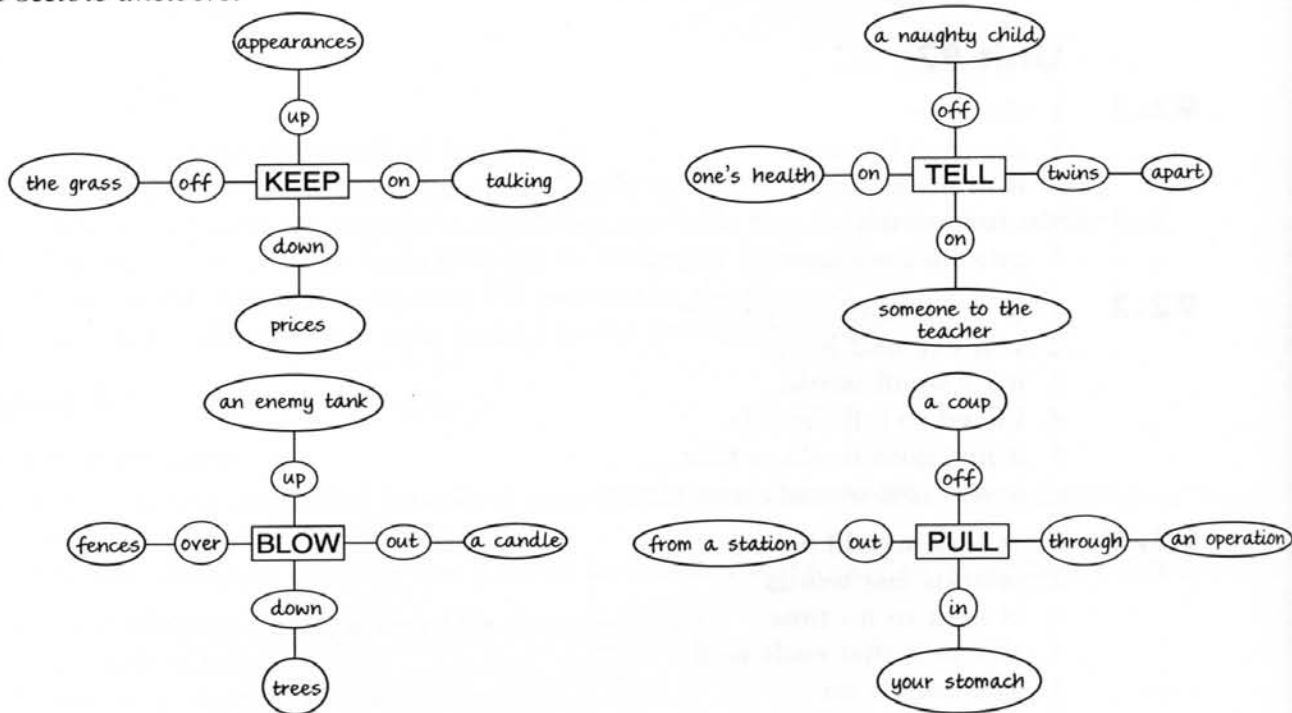 appearances
up
the grass off KEEP on talking
down
prices
a naughty child
off
one's health on TELL twins apart
on
someone to the
teacher
an enemy tank
up
fences over BLOW out a candle
down
trees
a coup
off
from a station out PULL through an operation
in
your stomach